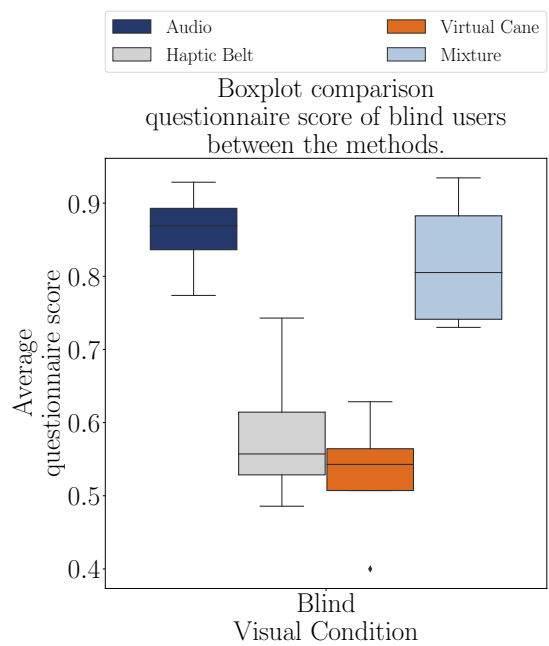 Audio
Haptic Belt
Virtual Cane
Mixture
Boxplot comparison
questionnaire score of blind users
between the methods.
0.9
0.8
0.7
0.6
0.5
0.4
Average
questionnaire score
Blind
Visual Condition